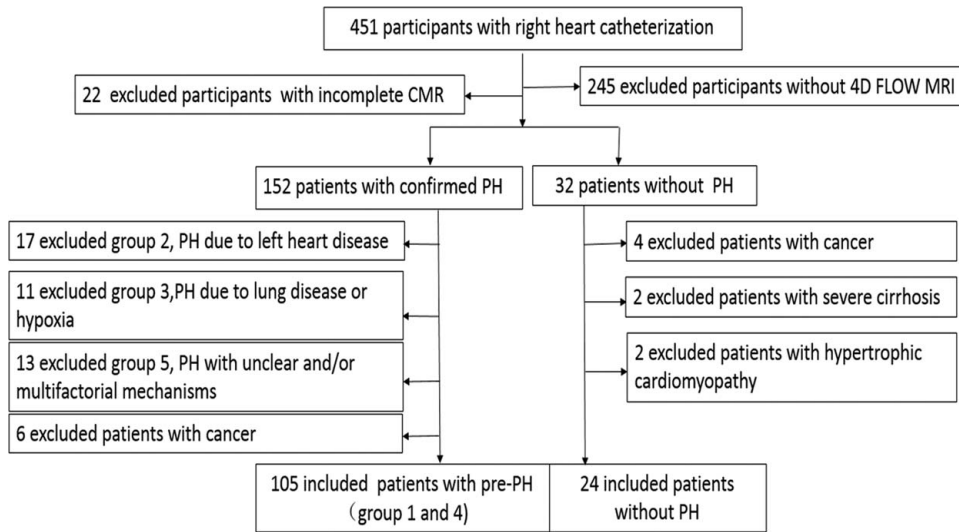 451 participants with right heart catheterization
22 excluded participants with incomplete CMR
245 excluded participants without 4D FLOW MRI
152 patients with confirmed PH
32 patients without PH
17 excluded group 2, PH due to left heart disease
4 excluded patients with cancer
11 excluded group 3,PH due to lung disease or
hypoxia
2 excluded patients with severe cirrhosis
13 excluded group 5, PH with unclear and/or
multifactorial mechanisms
2 excluded patients with hypertrophic
cardiomyopathy
6 excluded patients with cancer
105 included patients with pre-PH
(group 1 and 4)
24 included patients
without PH